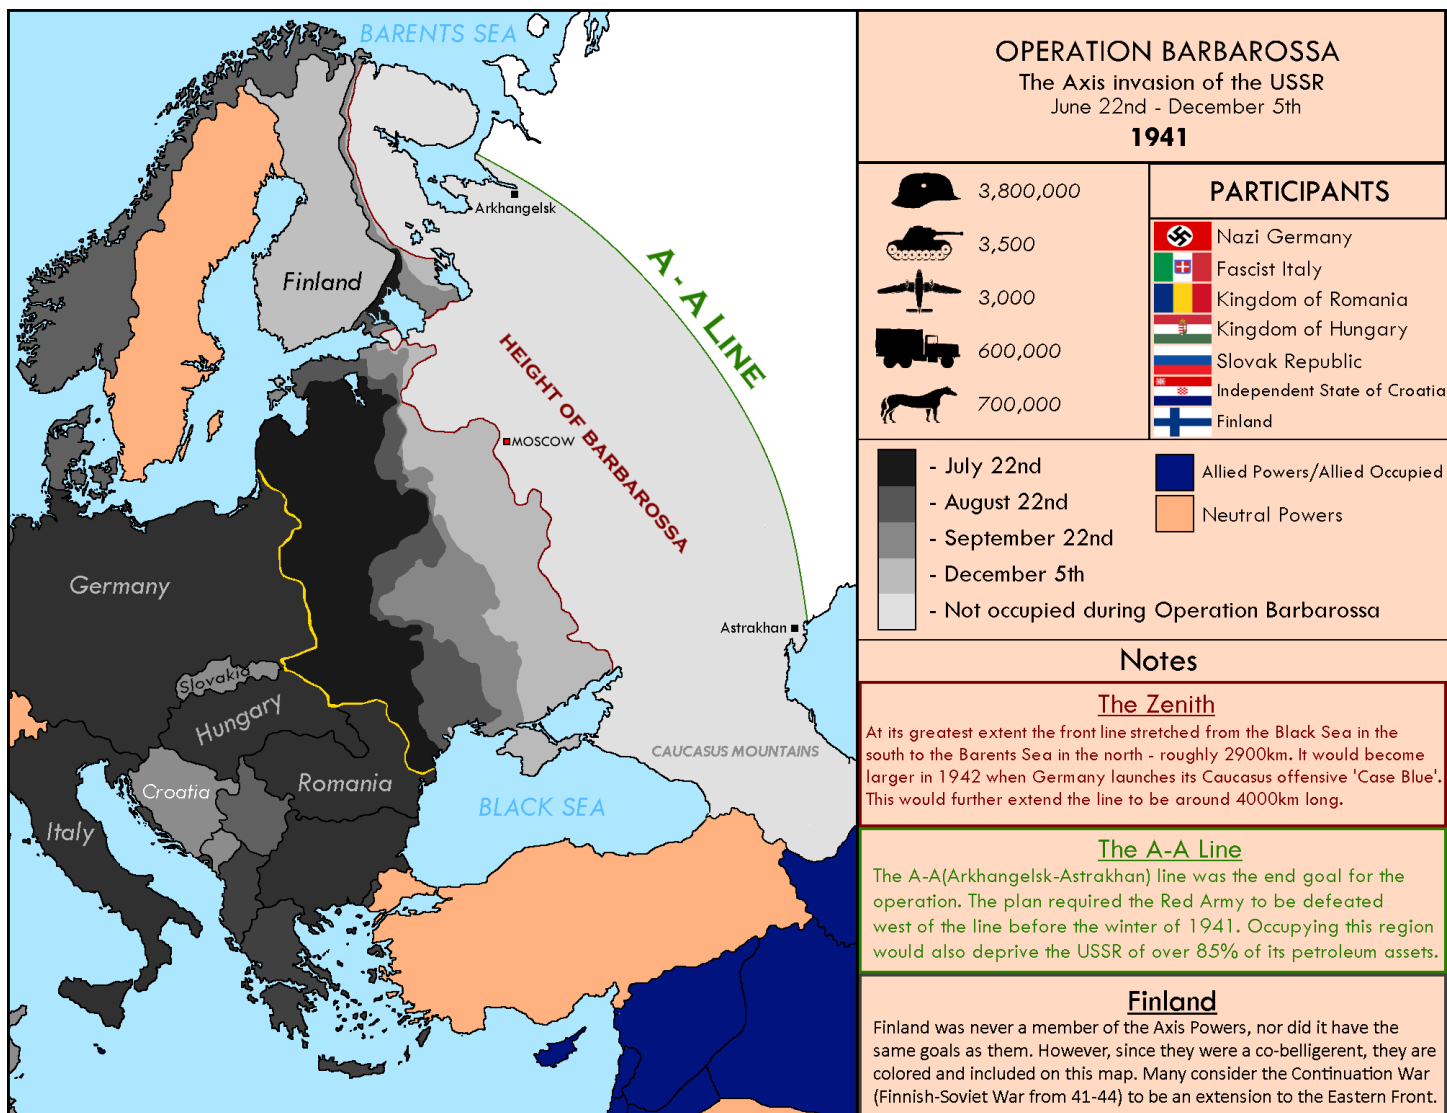 BARENTS SEA
Arkhangelsk
A - A LINE
Finland
HEIGHT OF BARBAROSSA
MOSCOW
Germany
Astrakhan
Slovakia
Hungary
CAUCASUS MOUNTAINS
Croatia
Romania
BLACK SEA
Italy
OPERATION BARBAROSSA
The Axis invasion of the USSR
June 22nd - December 5th
1941
3,800,000
3,500
3,000
600,000
700,000
PARTICIPANTS
Nazi Germany
Fascist Italy
Kingdom of Romania
Kingdom of Hungary
Slovak Republic
Independent State of Croatia
Finland
- July 22nd
- August 22nd
- September 22nd
- December 5th
- Not occupied during Operation Barbarossa
Allied Powers/Allied Occupied
Neutral Powers
Notes
The Zenith
At its greatest extent the front line stretched from the Black Sea in the
south to the Barents Sea in the north - roughly 2900km. It would become
larger in 1942 when Germany launches its Caucasus offensive 'Case Blue'.
This would further extend the line to be around 4000km long.
The A-A Line
The A-A(Arkhangelsk-Astrakhan) line was the end goal for the
operation. The plan required the Red Army to be defeated
west of the line before the winter of 1941. Occupying this region
would also deprive the USSR of over 85% of its petroleum assets.
Finland
Finland was never a member of the Axis Powers, nor did it have the
same goals as them. However, since they were a co-belligerent, they are
colored and included on this map. Many consider the Continuation War
(Finnish-Soviet War from 41-44) to be an extension to the Eastern Front.